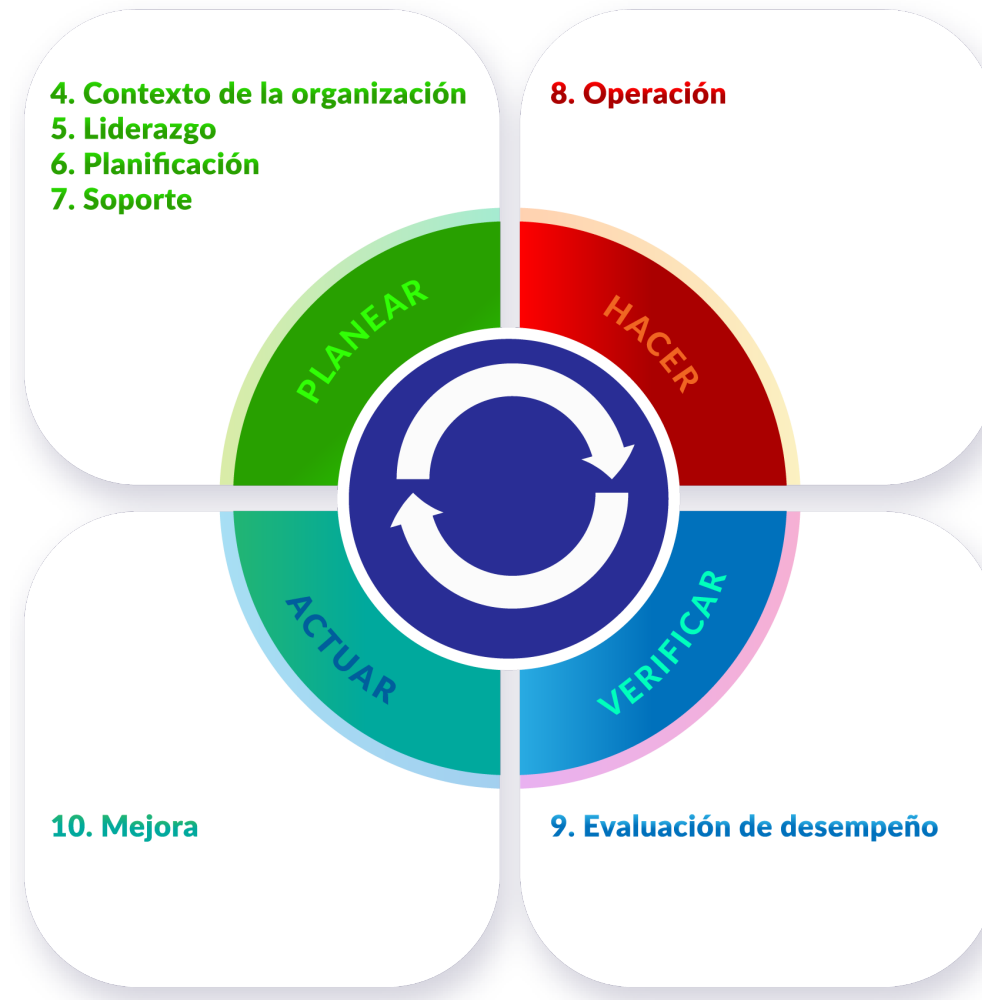 4. Contexto de la organización
5. Liderazgo
6. Planificación
7. Soporte
8. Operación
PLANEAR
HACER
ACTUAR
VERIFICAR
10. Mejora
9. Evaluación de desempeño